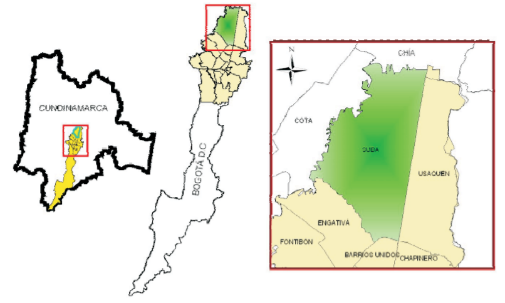 CUNDINAMARCA
BOGOTÁ D.C
N
CHÍA
COTA
SUBA
USAQUEN
ENGATIVA
FONTIBON
BARRIOS UNIDOS
CHAPINERO